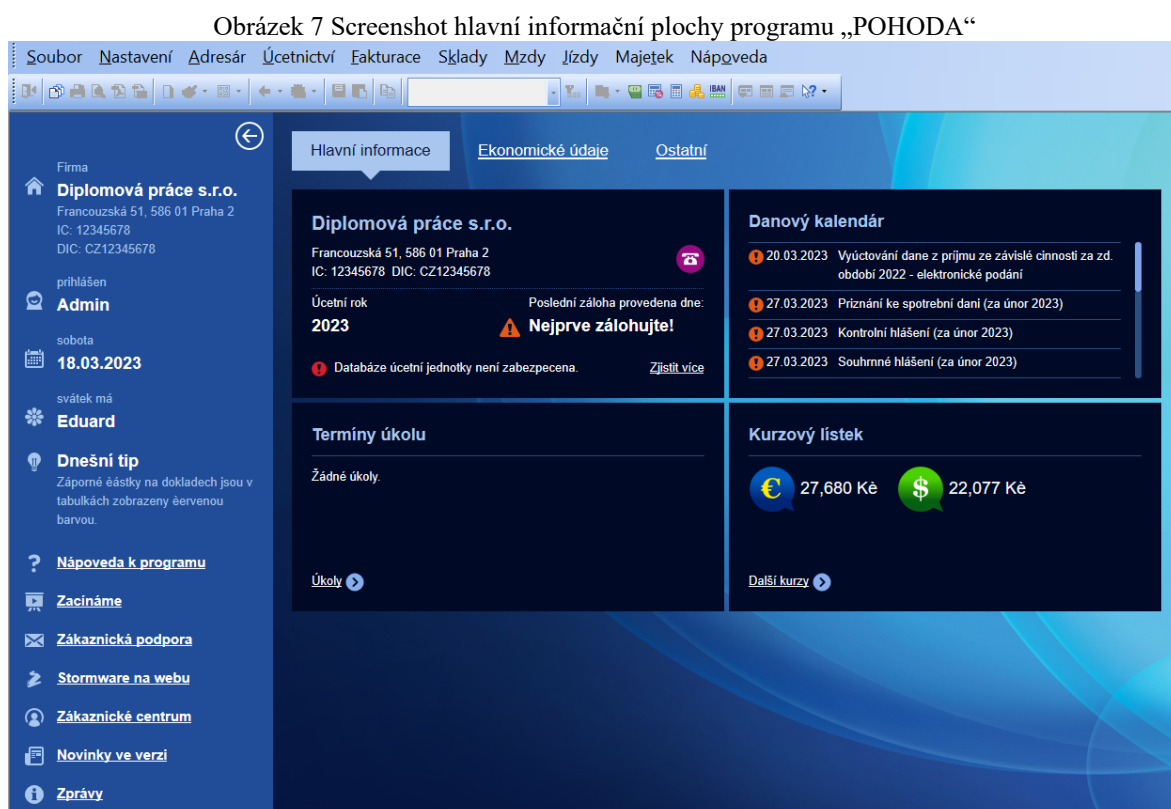 Obrázek 7 Screenshot hlavní informační plochy programu „POHODA“
Soubor Nastavení Adresár Úcetnictví Fakturace Sklady Mzdy Jízdy Majetek Nápoveda
IBAN
Firma
Diplomová práce s.r.o.
Francouzská 51, 586 01 Praha 2
IC: 12345678
DIC: CZ12345678
prihlášen
Admin
sobota
18.03.2023
svátek má
Eduard
Dnešní tip
Záporné èástky na dokladech jsou v
tabulkách zobrazeny èervenou
barvou.
Nápoveda k programu
Zacínáme
Zákaznická podpora
Stormware na webu
Zákaznické centrum
Novinky ve verzi
Zprávy
Hlavní informace Ekonomické údaje Ostatní
Diplomová práce s.r.o.
Francouzská 51, 586 01 Praha 2
IC: 12345678 DIC: CZ12345678
Úcetní rok Poslední záloha provedena dne:
2023 Nejprve zálohujte!
Databáze úcetní jednotky není zabezpecena. Zjistit více
Danový kalendár
20.03.2023 Vyúctování dane z príjmu ze závislé cinnosti za zd.
období 2022 - elektronické podání
27.03.2023 Priznání ke spotrební dani (za únor 2023)
27.03.2023 Kontrolní hlášení (za únor 2023)
27.03.2023 Souhrnné hlášení (za únor 2023)
Termíny úkolu
Žádné úkoly.
Úkoly
Kurzový lístek
€ 27,680 Kè $ 22,077 Kè
Další kurzy